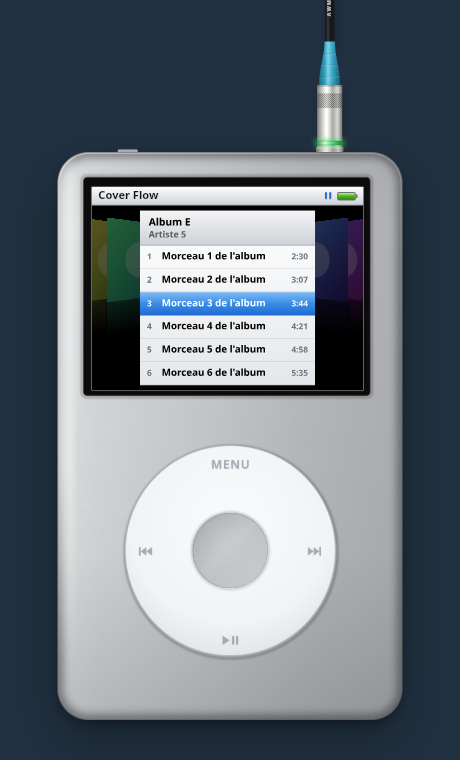 AWM
Cover Flow
Album E
Artiste 5
1 Morceau 1 de l'album 2:30
2 Morceau 2 de l'album 3:07
3 Morceau 3 de l'album 3:44
4 Morceau 4 de l'album 4:21
5 Morceau 5 de l'album 4:58
6 Morceau 6 de l'album 5:35
MENU